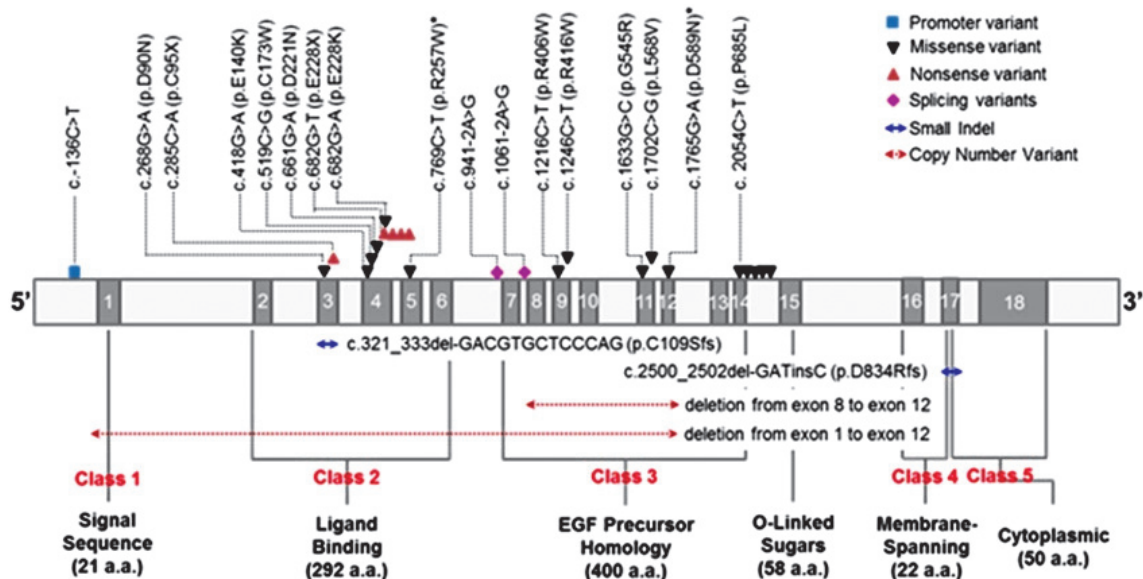 Promoter variant
Missense variant
Nonsense variant
Splicing variants
Small Indel
Copy Number Variant
c.-136C>T
c.268G>A (p.D90N)
c.285C>A (p.C95X)
c.418G>A (p.E140K)
c.519C>G (p.C173W)
c.661G>A (p.D221N)
c.682G>T (p.E228X)
c.682G>A (p.E228K)
c.769C>T (p.R257W)*
c.941-2A>G
c.1061-2A>G
c.1216C>T (p.R406W)
c.1246C>T (p.R416W)
c.1633G>C (p.G545R)
c.1702C>G (p.L568V)
c.1765G>A (p.D589N)*
c. 2054C>T (p.P685L)
5' 1 2 3 4 5 6 7 8 9 10 11 12 13 14 15 16 17 18 3'
c.321_333del-GACGTGCTCCCAG (p.C109Sfs)
c.2500_2502del-GATinsC (p.D834Rfs)
deletion from exon 8 to exon 12
deletion from exon 1 to exon 12
Class 1 Class 2 Class 3 Class 4 Class 5
Signal
Sequence
(21 a.a.)
Ligand
Binding
(292 a.a.)
EGF Precursor
Homology
(400 a.a.)
O-Linked
Sugars
(58 a.a.)
Membrane-
Spanning
(22 a.a.)
Cytoplasmic
(50 a.a.)